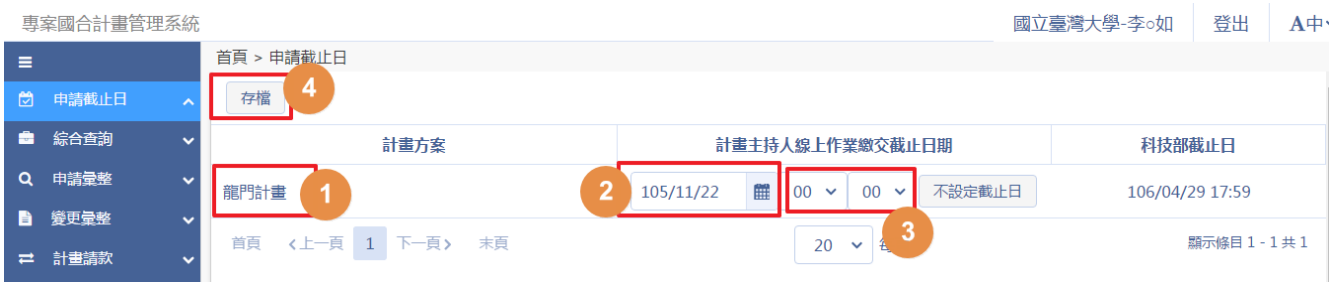 專案國合計畫管理系統 國立臺灣大學-李○如 登出 A中
首頁 > 申請截止日
申請截止日
存檔 4
綜合查詢
計畫方案 計畫主持人線上作業繳交截止日期 科技部截止日
申請彙整
龍門計畫 1 2 105/11/22 00 00 不設定截止日 106/04/29 17:59
變更彙整
首頁 上一頁 1 下一頁 末頁 20 3 顯示條目 1 - 1 共 1
計畫請款